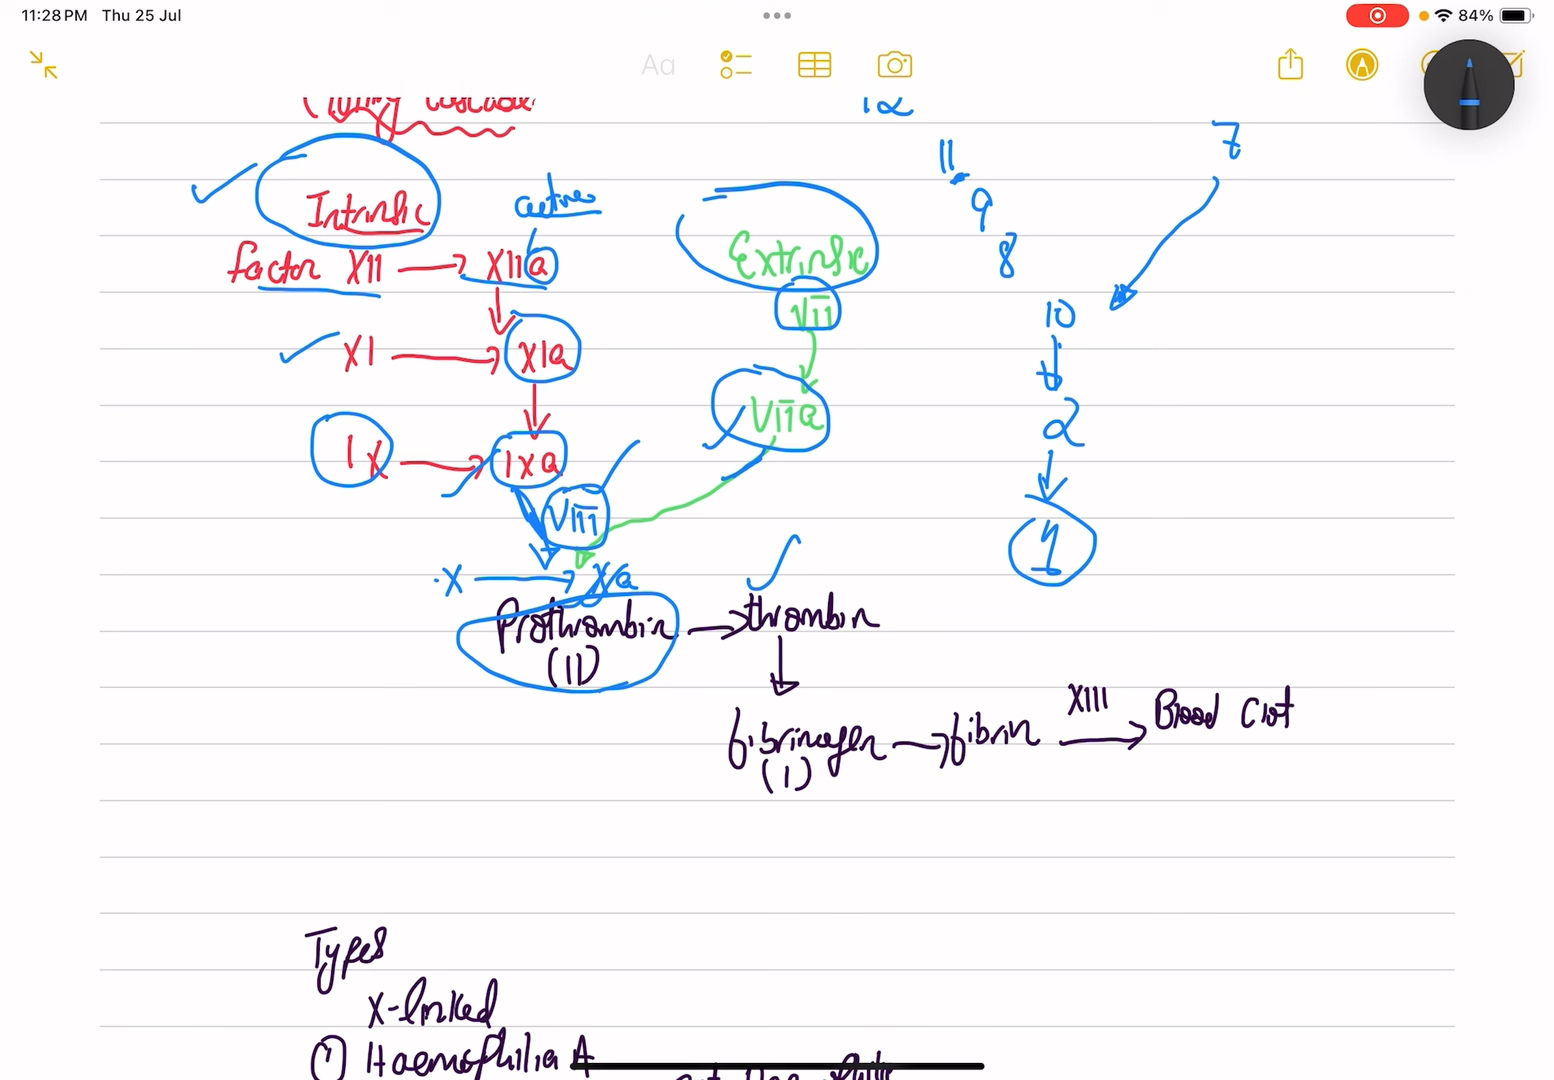 11:28 PM Thu 25 Jul
84%
Aa
12
11
7
Intrinsic
active
9
Extrinsic
factor XII → XIIa
8
VII
10
XI → XIa
VIIa
2
IX → IXa
VIII
1
X → Xa
Prothrombin → thrombin
(II)
XIII
fibrinogen → fibrin → Blood Clot
(I)
Types
X-linked
① Haemophilia A